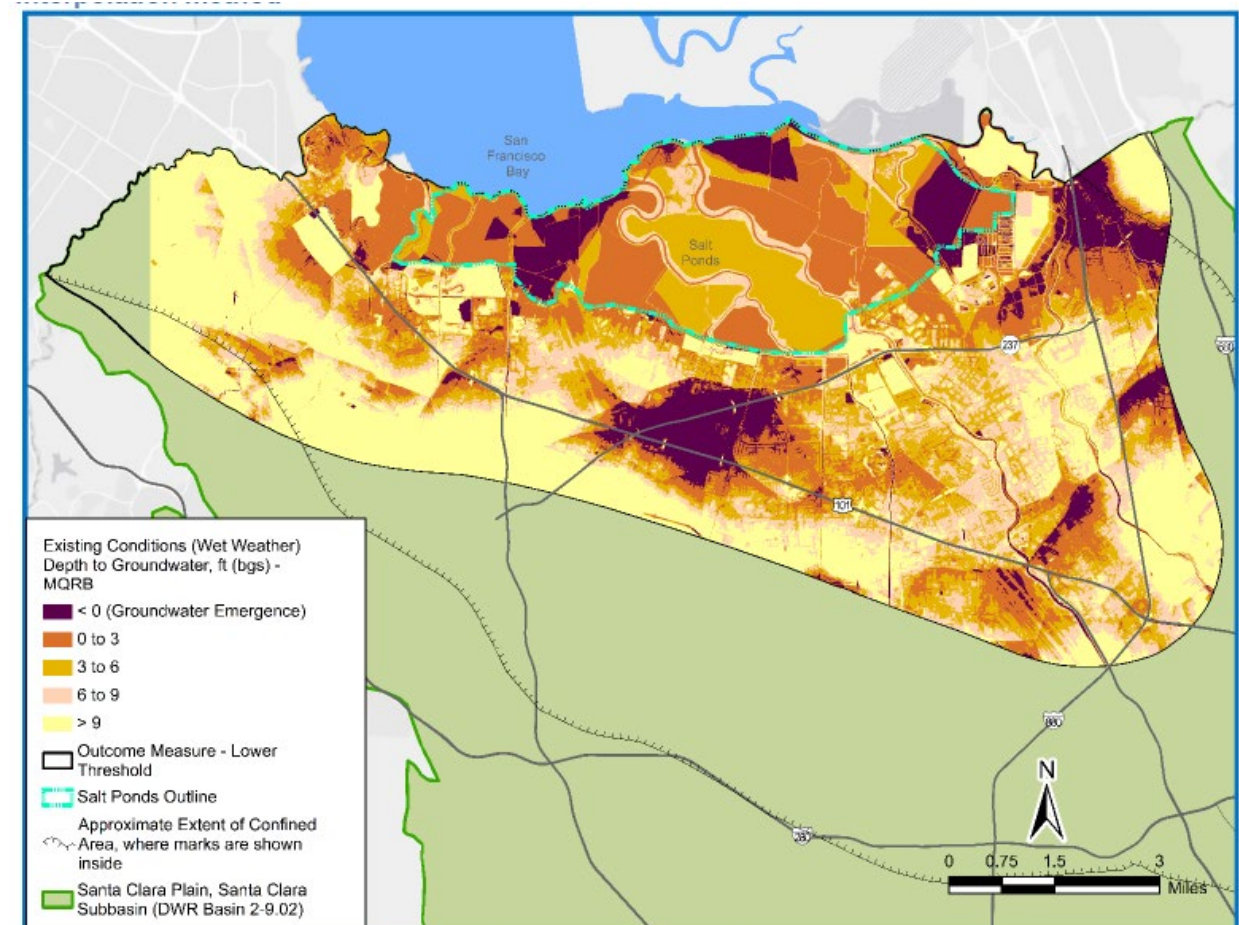 Interpolation Method
San
Francisco
Bay
Salt
Ponds
237
680
101
880
280
Existing Conditions (Wet Weather)
Depth to Groundwater, ft (bgs) -
MQRB
< 0 (Groundwater Emergence)
0 to 3
3 to 6
6 to 9
> 9
Outcome Measure - Lower
Threshold
Salt Ponds Outline
Approximate Extent of Confined
Area, where marks are shown
inside
Santa Clara Plain, Santa Clara
Subbasin (DWR Basin 2-9.02)
N
0 0.75 1.5 3
Miles